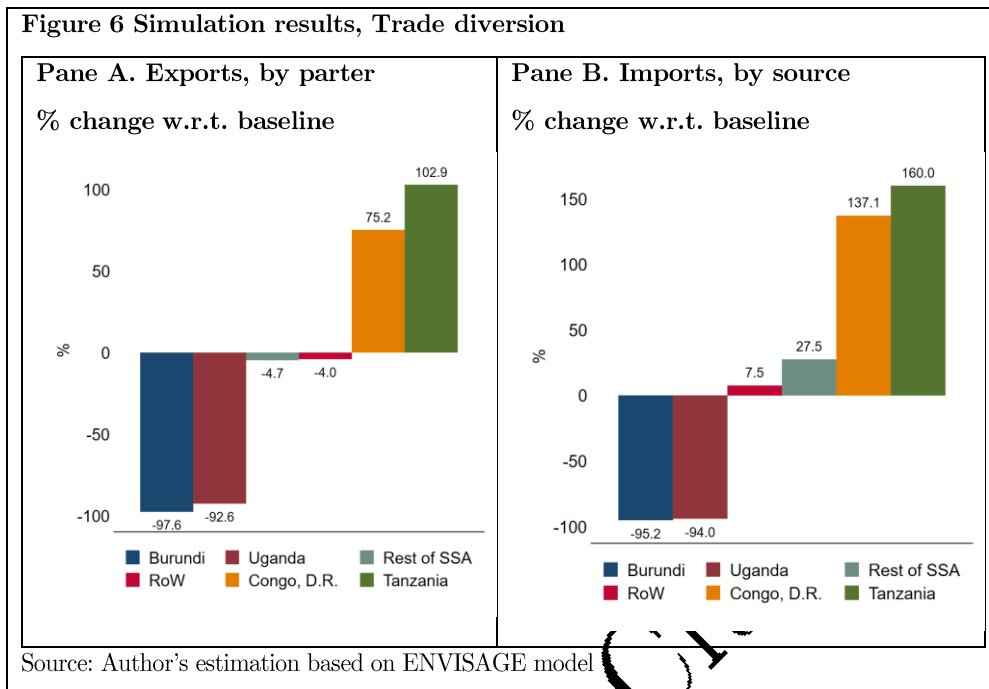 Figure 6 Simulation results, Trade diversion
Pane A. Exports, by parter
% change w.r.t. baseline
100
50
0
-50
-100
%
-97.6
-92.6
-4.7
-4.0
75.2
102.9
Burundi
Uganda
Rest of SSA
RoW
Congo, D.R.
Tanzania
Pane B. Imports, by source
% change w.r.t. baseline
150
100
50
0
-50
-100
%
-95.2
-94.0
7.5
27.5
137.1
160.0
Burundi
Uganda
Rest of SSA
RoW
Congo, D.R.
Tanzania
Source: Author's estimation based on ENVISAGE model